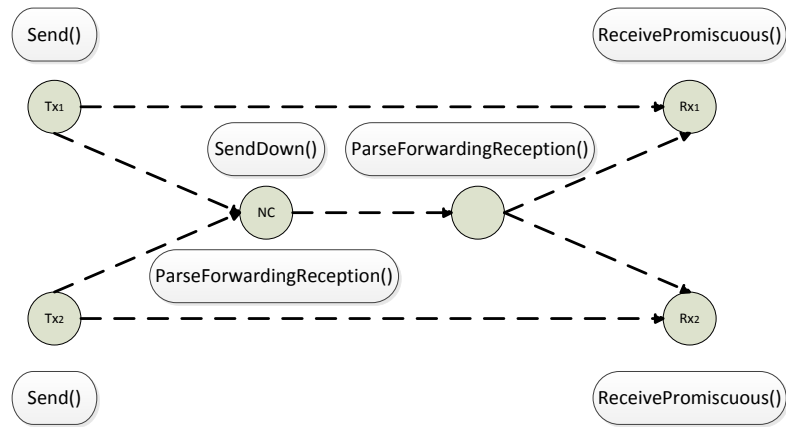 Send()
ReceivePromiscuous()
Tx1
Rx1
SendDown()
ParseForwardingReception()
NC
ParseForwardingReception()
Tx2
Rx2
Send()
ReceivePromiscuous()